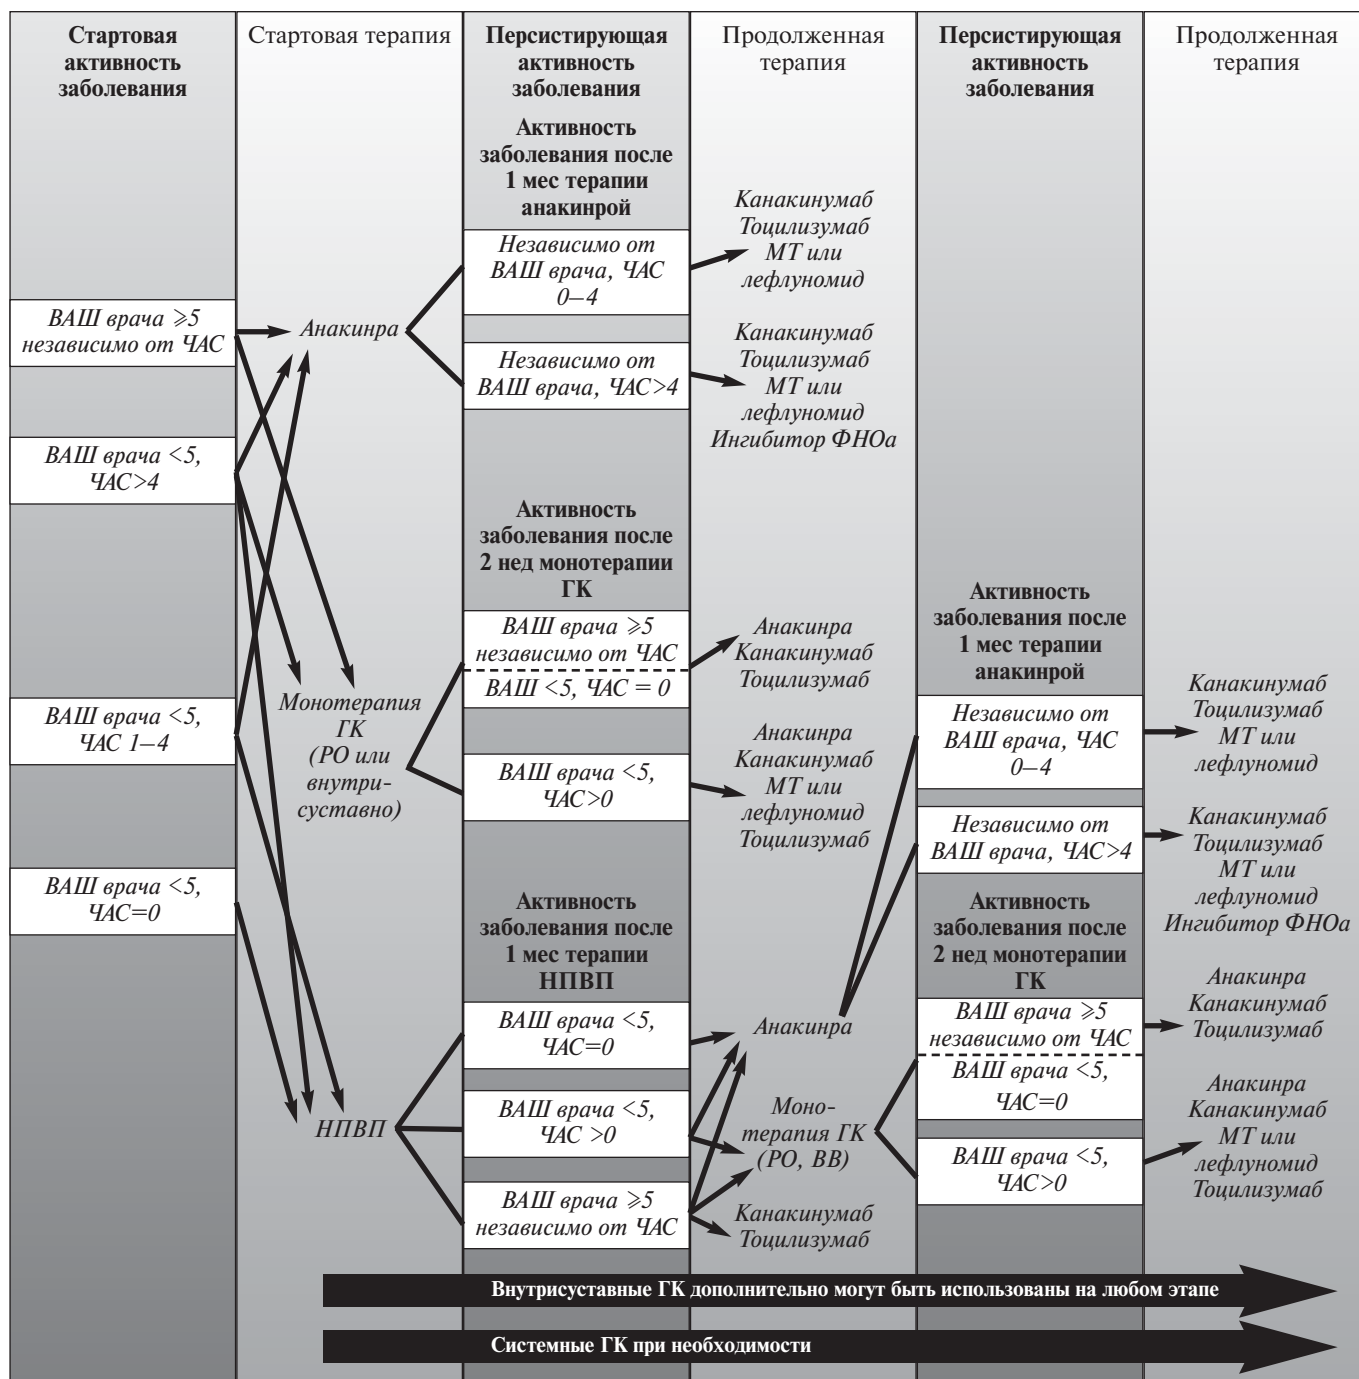 Стартовая
активность
заболевания
ВАШ врача ≥5
независимо от ЧАС
ВАШ врача <5,
ЧАС>4
ВАШ врача <5,
ЧАС 1–4
ВАШ врача <5,
ЧАС=0
Стартовая терапия
Анакинра
Монотерапия
ГК
(РО или
внутри-
суставно)
НПВП
Персистирующая
активность
заболевания
Активность
заболевания после
1 мес терапии
анакинрой
Независимо от
ВАШ врача, ЧАС
0–4
Независимо от
ВАШ врача, ЧАС>4
Активность
заболевания после
2 нед монотерапии
ГК
ВАШ врача ≥5
независимо от ЧАС
ВАШ <5, ЧАС = 0
ВАШ врача <5,
ЧАС>0
Активность
заболевания после
1 мес терапии
НПВП
ВАШ врача <5,
ЧАС=0
ВАШ врача <5,
ЧАС >0
ВАШ врача ≥5
независимо от ЧАС
Продолженная
терапия
Канакинумаб
Тоцилизумаб
МТ или
лефлуномид
Канакинумаб
Тоцилизумаб
МТ или
лефлуномид
Ингибитор ФНОа
Анакинра
Канакинумаб
Тоцилизумаб
Анакинра
Канакинумаб
МТ или
лефлуномид
Тоцилизумаб
Анакинра
Моно-
терапия ГК
(РО, ВВ)
Канакинумаб
Тоцилизумаб
Персистирующая
активность
заболевания
Активность
заболевания после
1 мес терапии
анакинрой
Независимо от
ВАШ врача, ЧАС
0–4
Независимо от
ВАШ врача, ЧАС>4
Активность
заболевания после
2 нед монотерапии
ГК
ВАШ врача ≥5
независимо от ЧАС
ВАШ врача <5,
ЧАС=0
ВАШ врача <5,
ЧАС>0
Продолженная
терапия
Канакинумаб
Тоцилизумаб
МТ или
лефлуномид
Канакинумаб
Тоцилизумаб
МТ или
лефлуномид
Ингибитор ФНОа
Анакинра
Канакинумаб
Тоцилизумаб
Анакинра
Канакинумаб
МТ или
лефлуномид
Тоцилизумаб
Внутрисуставные ГК дополнительно могут быть использованы на любом этапе
Системные ГК при необходимости